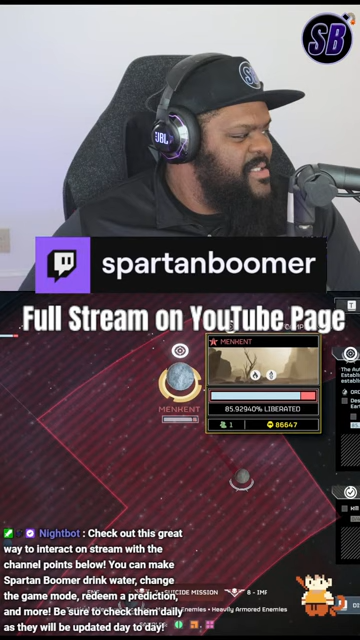 SB
JBL
spartanboomer
Full Stream on YouTube Page
MENKENT
85.92940% LIBERATED
1
86647
MENKENT
Nightbot : Check out this great
way to interact on stream with the
channel points below! You can make
Spartan Boomer drink water, change
the game mode, redeem a prediction,
and more! Be sure to check them daily
as they will be updated day to day!
SUICIDE MISSION
Enemies • Heavily Armored Enemies